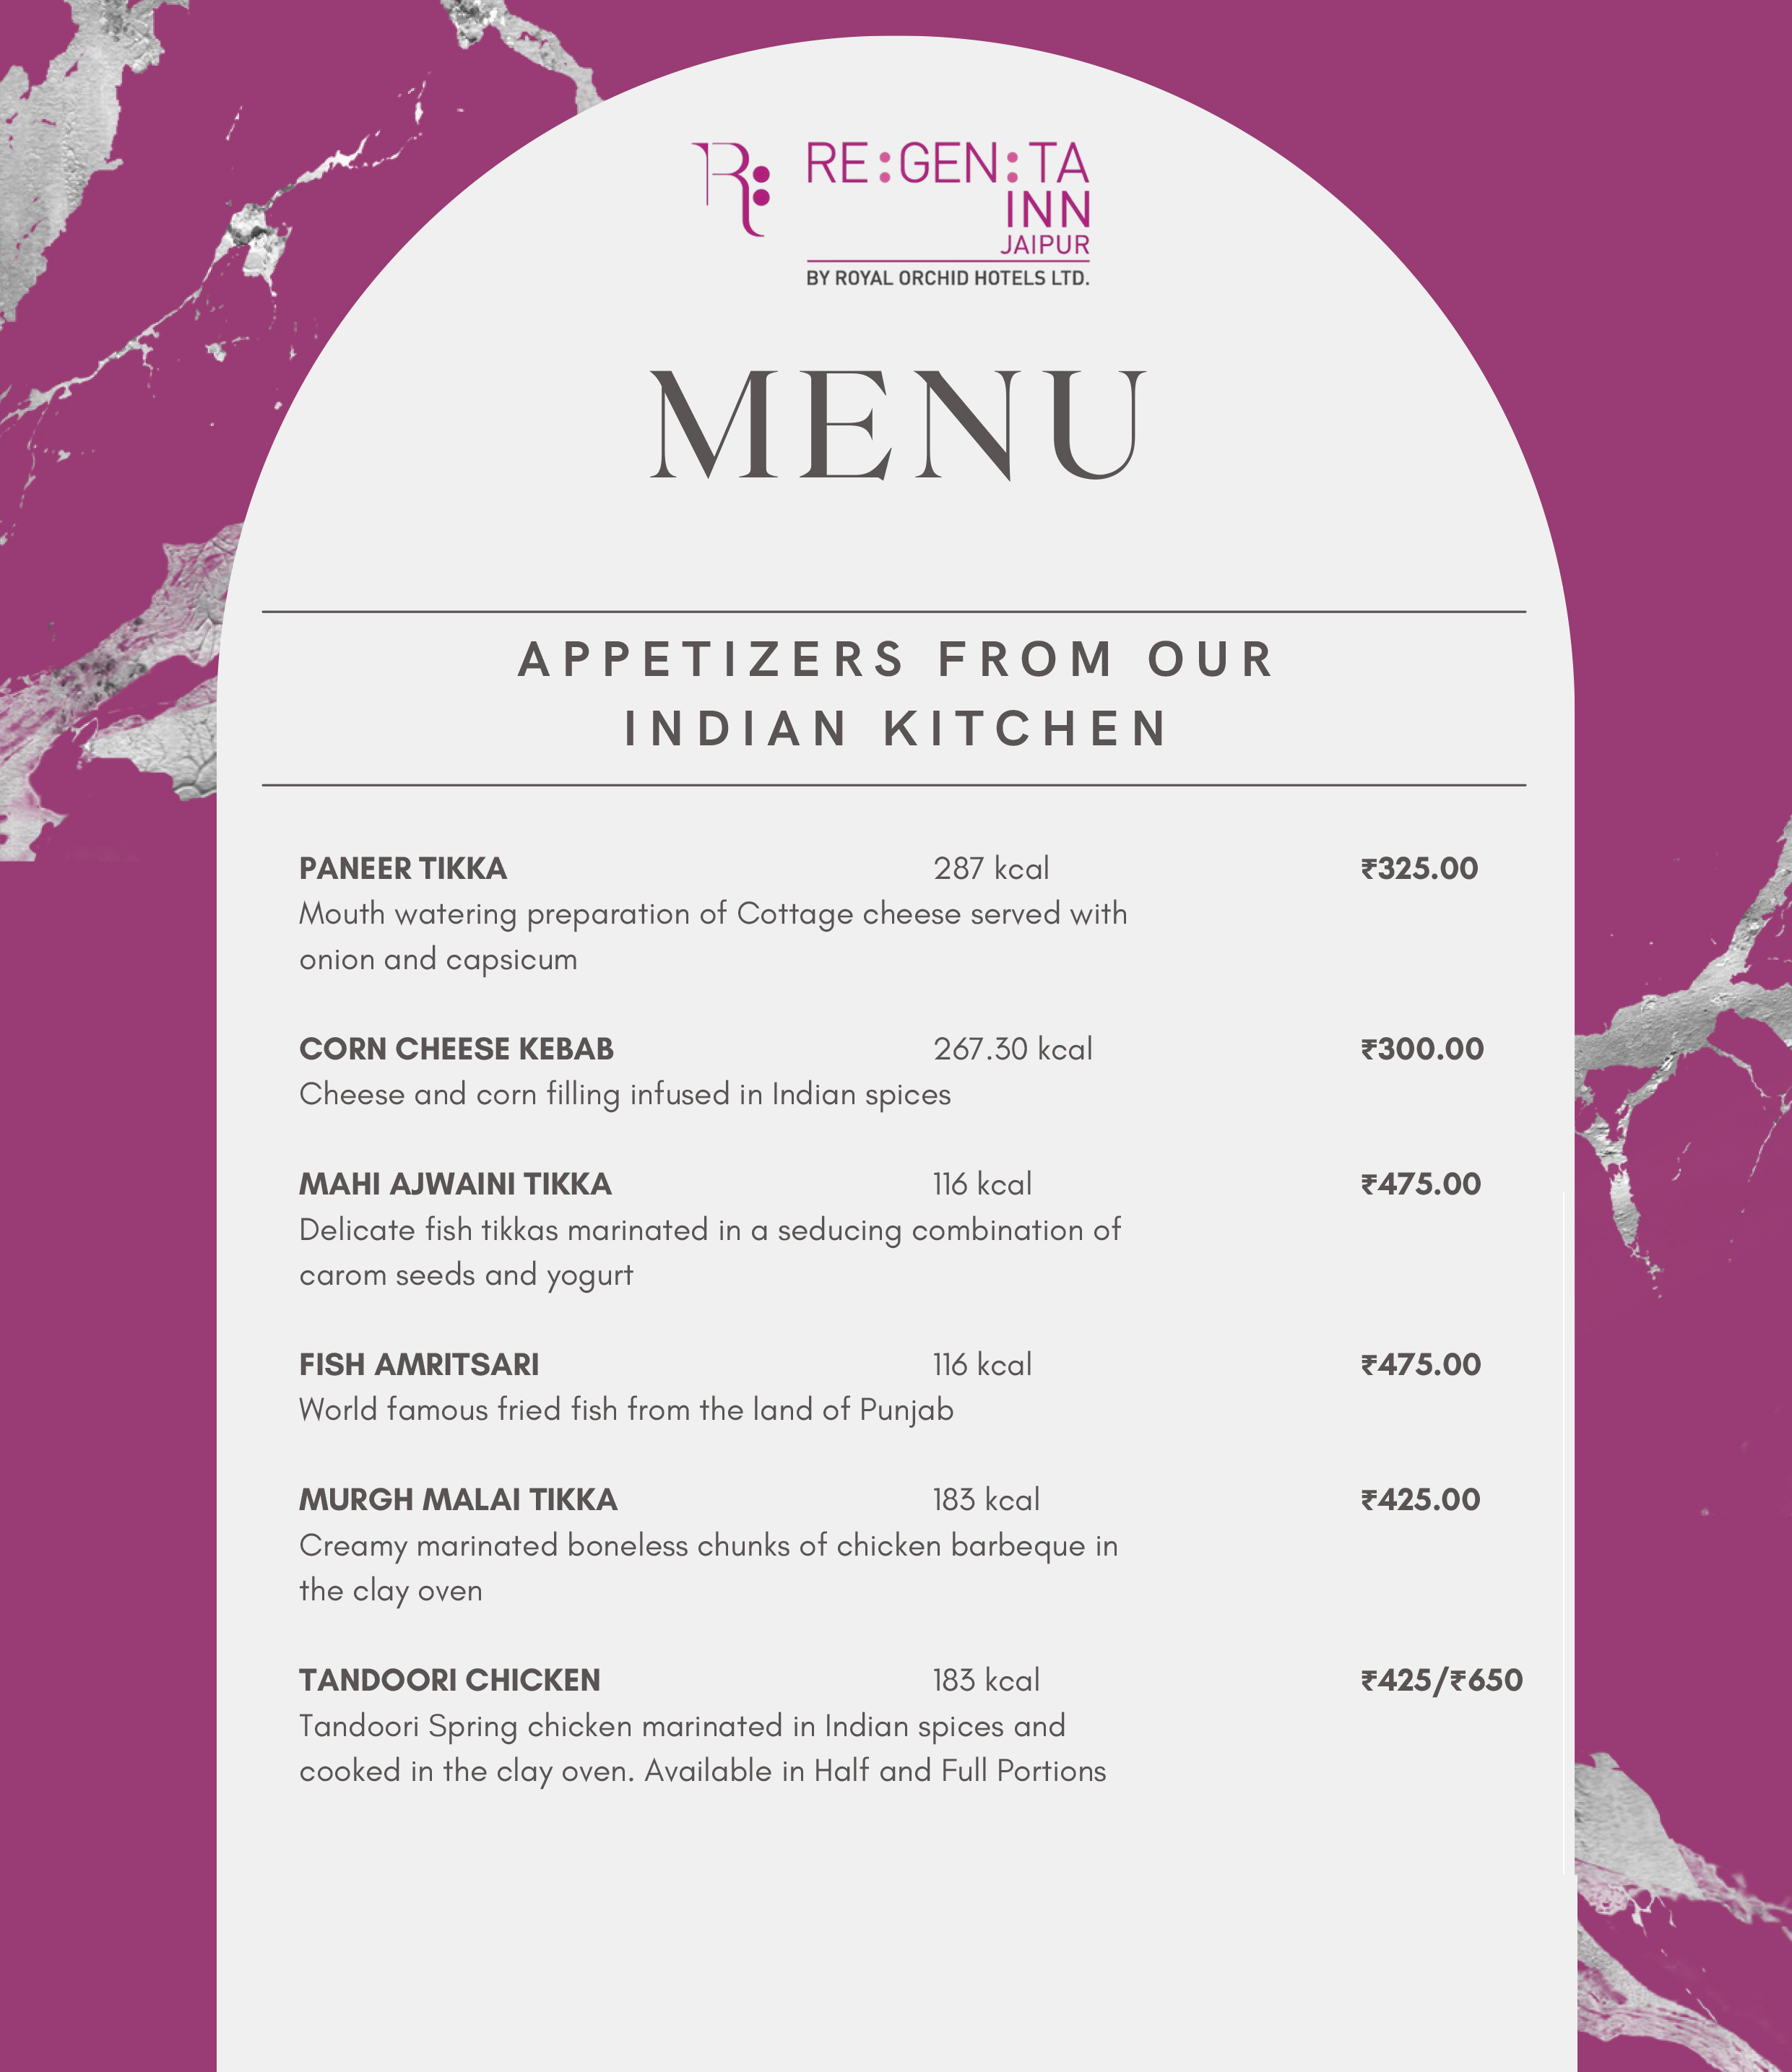 RE:GEN:TA
INN
JAIPUR
BY ROYAL ORCHID HOTELS LTD.
MENU
APPETIZERS FROM OUR
INDIAN KITCHEN
PANEER TIKKA 287 kcal ₹325.00
Mouth watering preparation of Cottage cheese served with
onion and capsicum
CORN CHEESE KEBAB 267.30 kcal ₹300.00
Cheese and corn filling infused in Indian spices
MAHI AJWAINI TIKKA 116 kcal ₹475.00
Delicate fish tikkas marinated in a seducing combination of
carom seeds and yogurt
FISH AMRITSARI 116 kcal ₹475.00
World famous fried fish from the land of Punjab
MURGH MALAI TIKKA 183 kcal ₹425.00
Creamy marinated boneless chunks of chicken barbeque in
the clay oven
TANDOORI CHICKEN 183 kcal ₹425/₹650
Tandoori Spring chicken marinated in Indian spices and
cooked in the clay oven. Available in Half and Full Portions